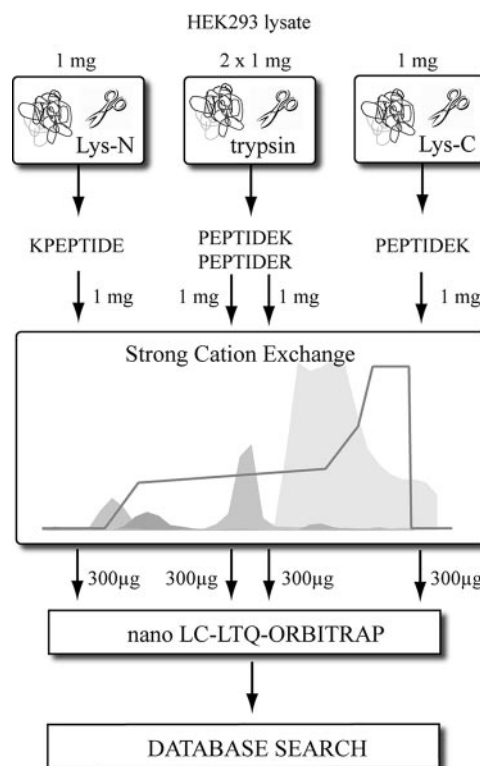 HEK293 lysate
1 mg 2 x 1 mg 1 mg
Lys-N trypsin Lys-C
KPEPTIDE PEPTIDEK PEPTIDEK
PEPTIDER
1 mg 1 mg 1 mg 1 mg
Strong Cation Exchange
300µg 300µg 300µg 300µg
nano LC-LTQ-ORBITRAP
DATABASE SEARCH